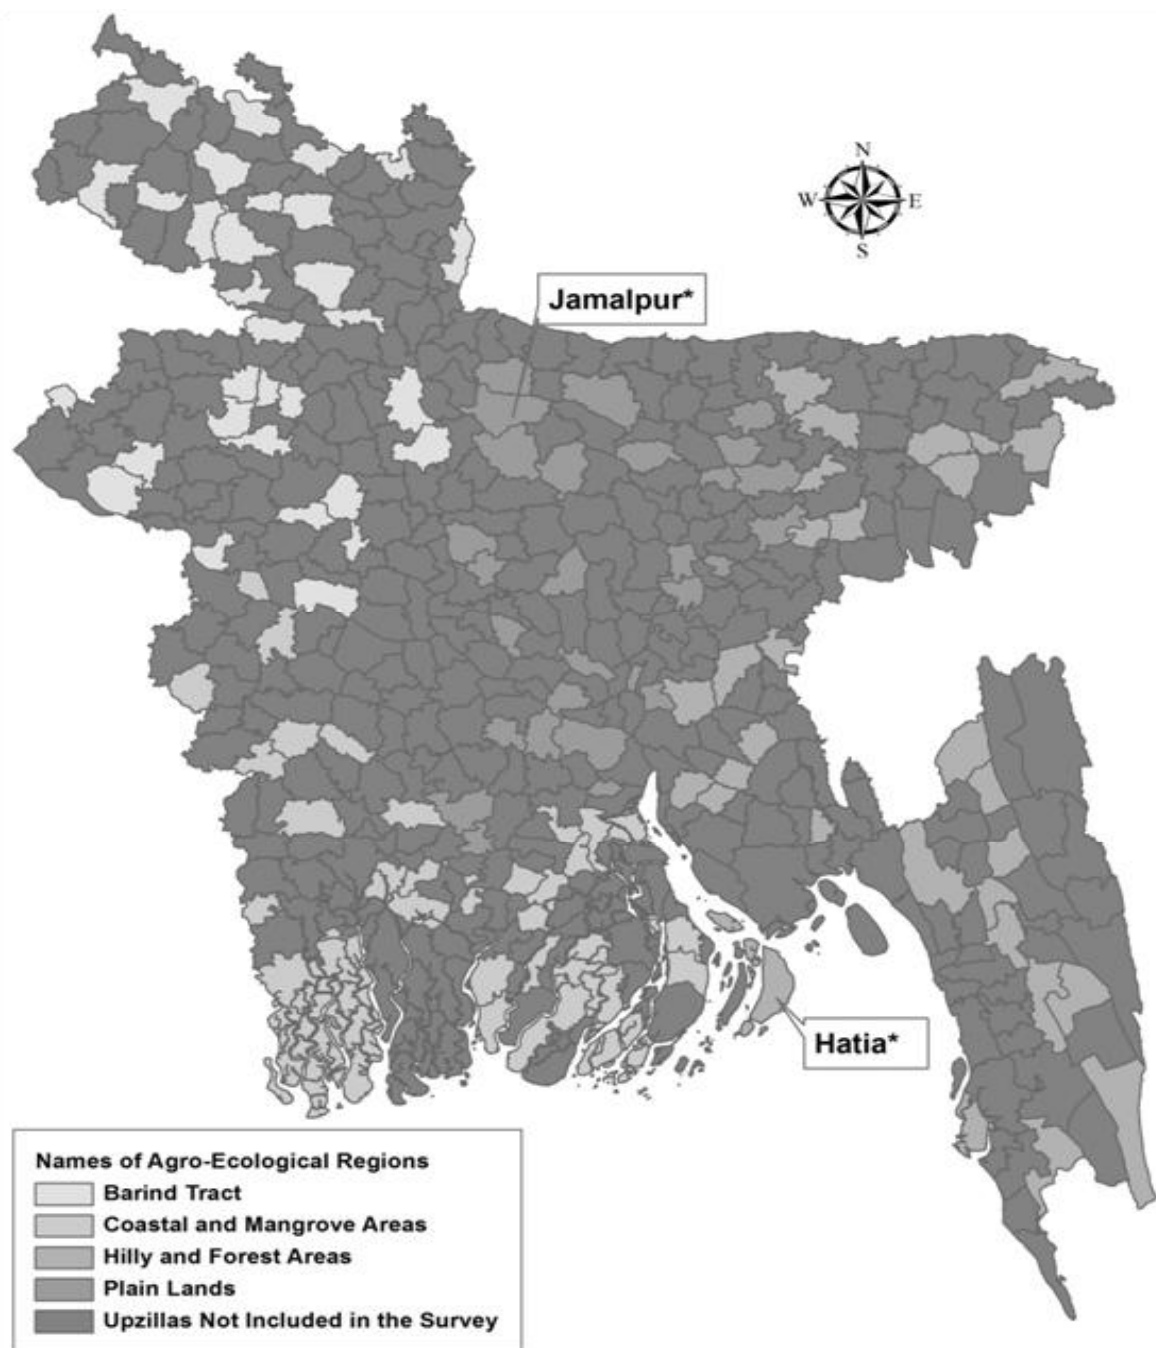 N
W E
S
Jamalpur*
Hatia*
Names of Agro-Ecological Regions
Barind Tract
Coastal and Mangrove Areas
Hilly and Forest Areas
Plain Lands
Upzillas Not Included in the Survey